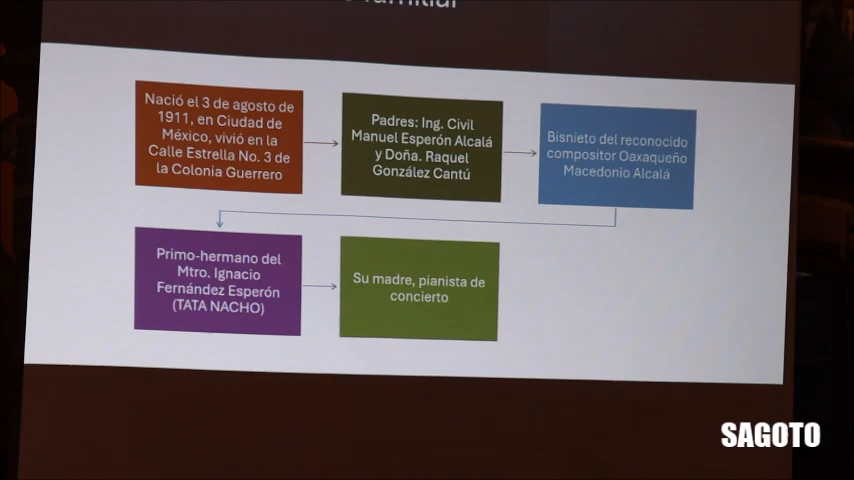 familiar
Nació el 3 de agosto de
1911, en Ciudad de
México, vivió en la
Calle Estrella No. 3 de
la Colonia Guerrero
Padres: Ing. Civil
Manuel Esperón Alcalá
y Doña. Raquel
González Cantú
Bisnieto del reconocido
compositor Oaxaqueño
Macedonio Alcalá
Primo-hermano del
Mtro. Ignacio
Fernández Esperón
(TATA NACHO)
Su madre, pianista de
concierto
SAGOTO